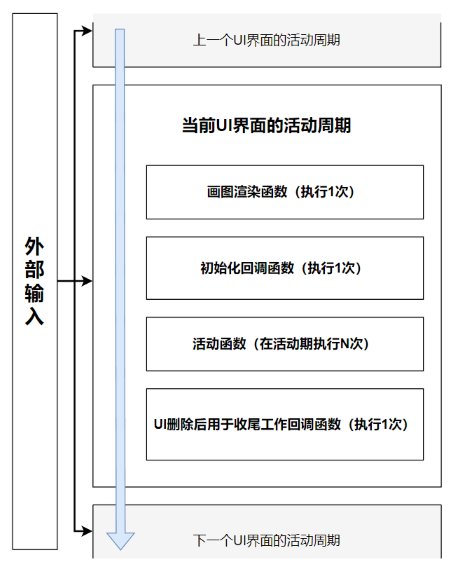 外部输入
上一个UI界面的活动周期
当前UI界面的活动周期
画图渲染函数（执行1次）
初始化回调函数（执行1次）
活动函数（在活动期执行N次）
UI删除后用于收尾工作回调函数（执行1次）
下一个UI界面的活动周期